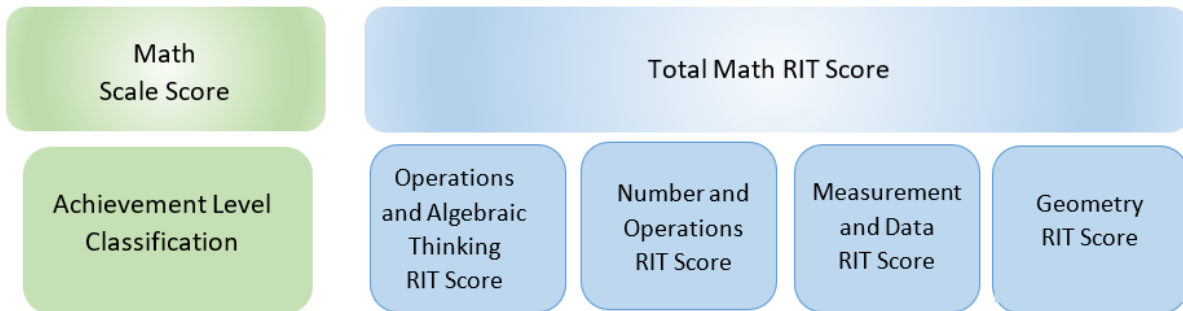 Math
Scale Score
Total Math RIT Score
Achievement Level
Classification
Operations
and Algebraic
Thinking
RIT Score
Number and
Operations
RIT Score
Measurement
and Data
RIT Score
Geometry
RIT Score